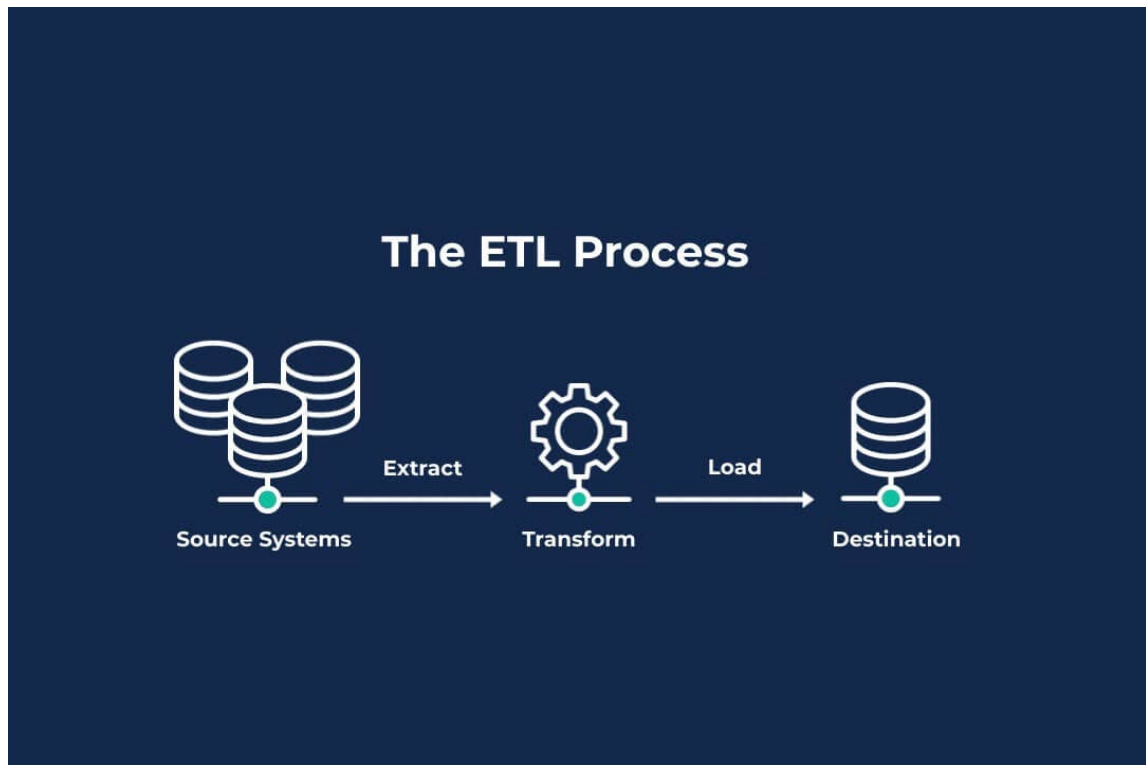 The ETL Process
Extract
Load
Source Systems
Transform
Destination